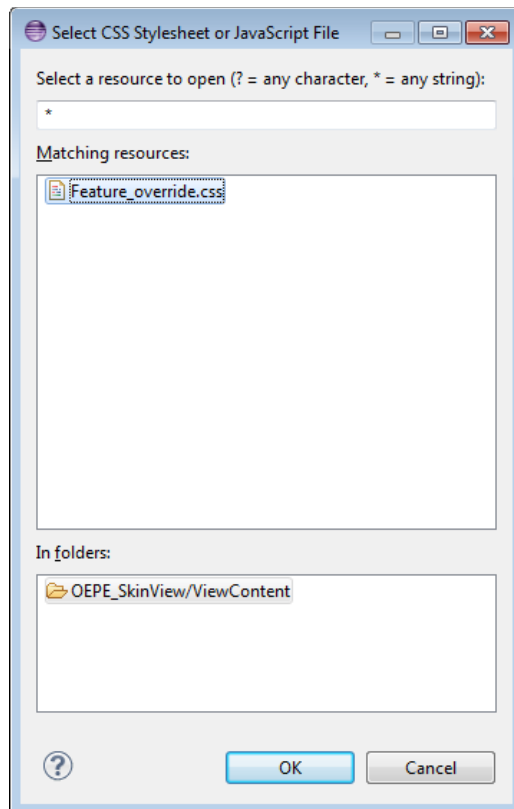 Select CSS Stylesheet or JavaScript File
Select a resource to open (? = any character, * = any string):
*
Matching resources:
Feature_override.css
In folders:
OEPE_SkinView/ViewContent
?
OK
Cancel